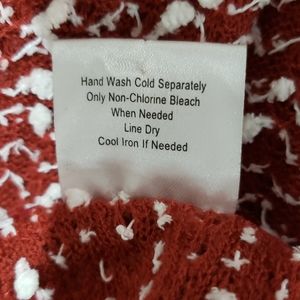 Hand Wash Cold Separately
Only Non-Chlorine Bleach
When Needed
Line Dry
Cool Iron If Needed